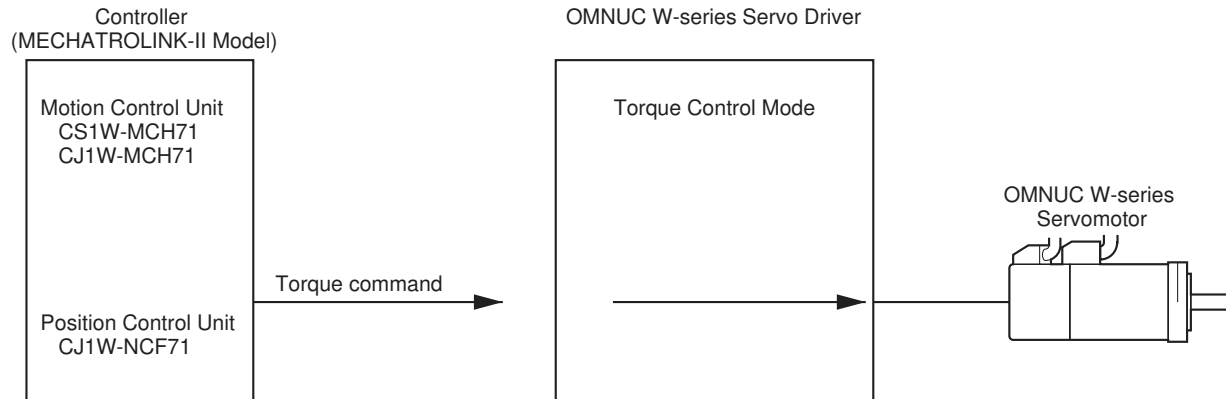 Controller
(MECHATROLINK-II Model)
OMNUC W-series Servo Driver
Motion Control Unit
CS1W-MCH71
CJ1W-MCH71
Torque Control Mode
OMNUC W-series
Servomotor
Torque command
Position Control Unit
CJ1W-NCF71